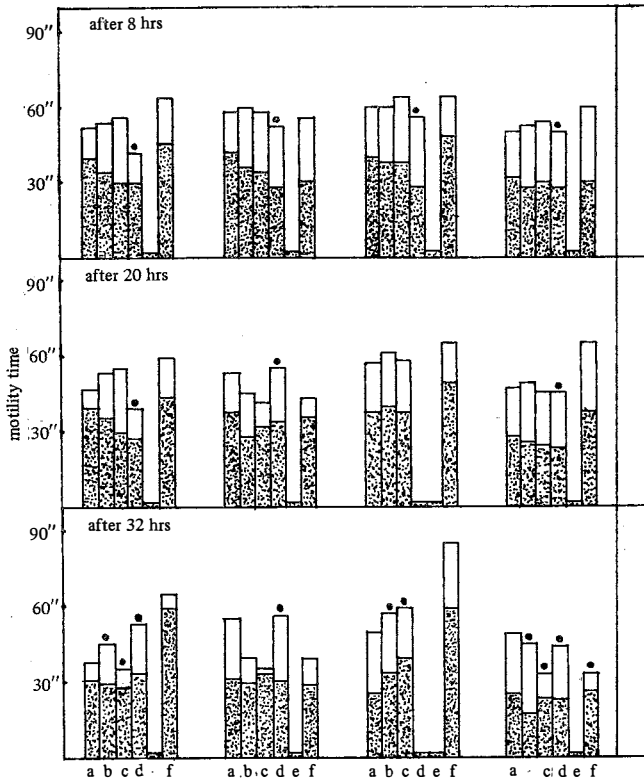 after 8 hrs
90"
60"
30"
after 20 hrs
90"
60"
30"
motility time
after 32 hrs
90"
60"
30"
a b c d e f
a b c d e f
a b c d e f
a c d e f